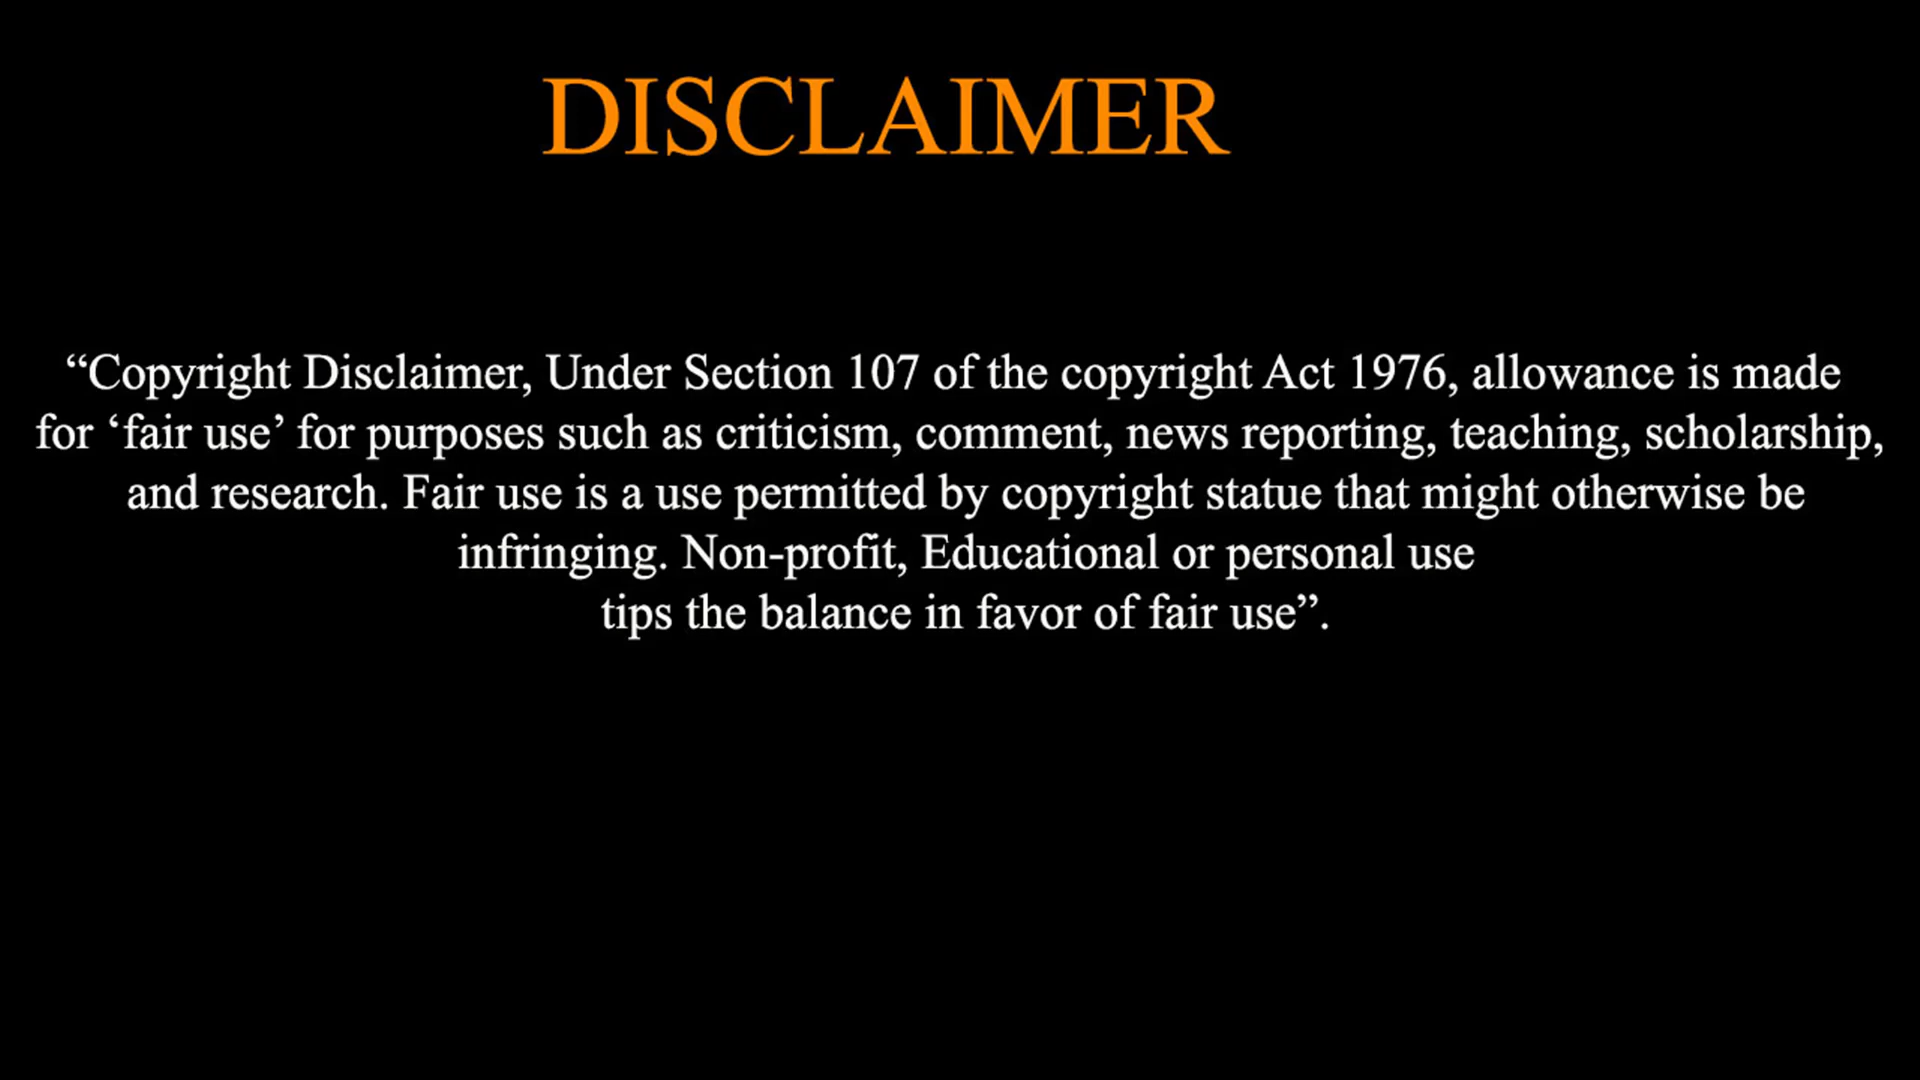 DISCLAIMER
“Copyright Disclaimer, Under Section 107 of the copyright Act 1976, allowance is made
for ‘fair use’ for purposes such as criticism, comment, news reporting, teaching, scholarship,
and research. Fair use is a use permitted by copyright statue that might otherwise be
infringing. Non-profit, Educational or personal use
tips the balance in favor of fair use”.